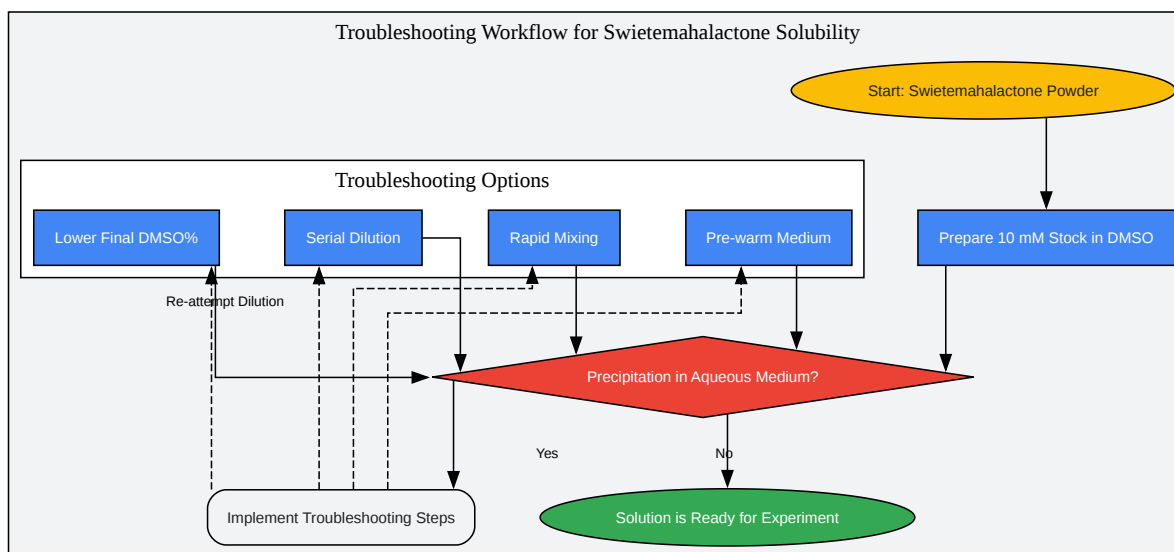 Troubleshooting Workflow for Swietemahalactone Solubility
Start: Swietemahalactone Powder
Troubleshooting Options
Lower Final DMSO%
Serial Dilution
Rapid Mixing
Pre-warm Medium
Prepare 10 mM Stock in DMSO
Re-attempt Dilution
Precipitation in Aqueous Medium?
Yes
No
Implement Troubleshooting Steps
Solution is Ready for Experiment